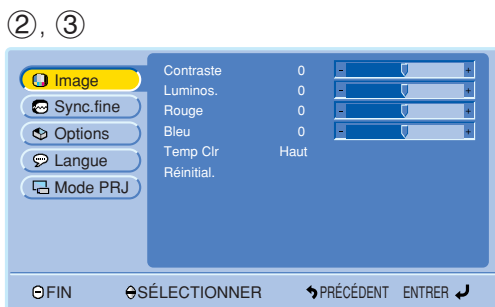 ②, ③
Image
Sync.fine
Options
Langue
Mode PRJ
Contraste 0 - +
Luminos. 0 - +
Rouge 0 - +
Bleu 0 - +
Temp Clr Haut
Réinitial.
FIN SÉLECTIONNER PRÉCÉDENT ENTRER